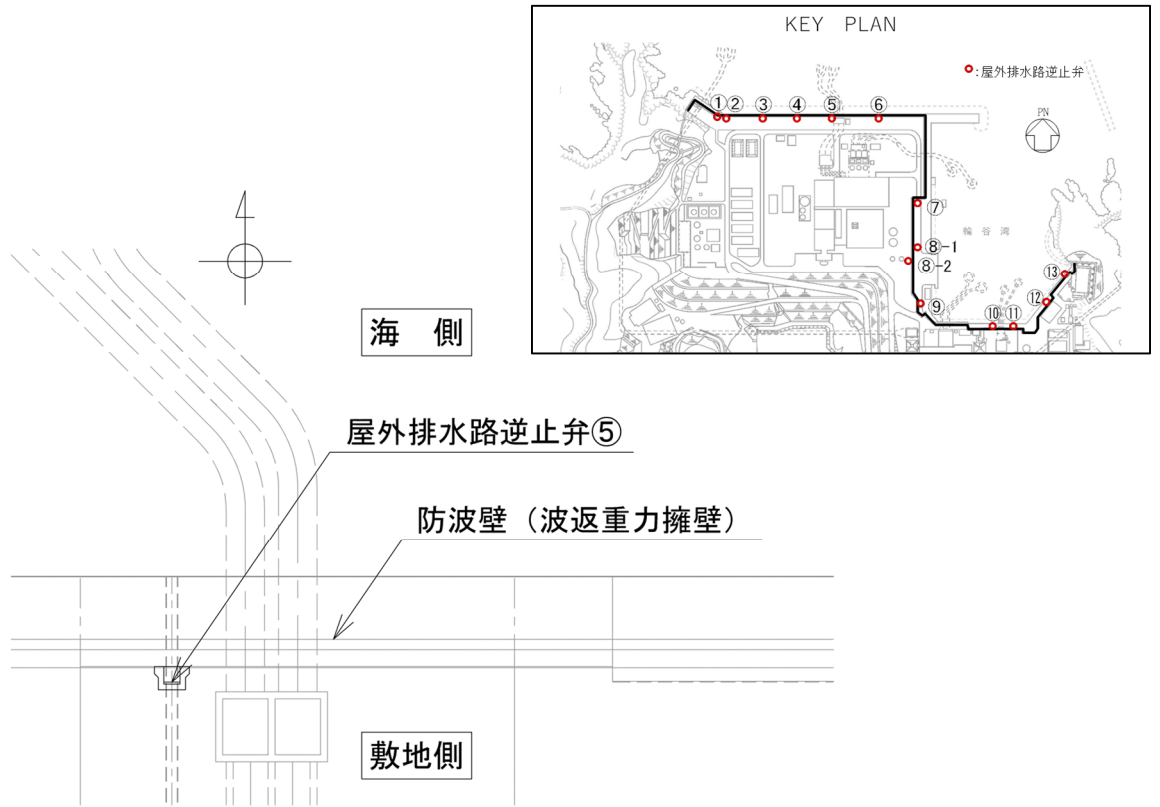 KEY PLAN
:屋外排水路逆止弁
① ② ③ ④ ⑤ ⑥
PN
⑦
輪谷湾
⑧-1
⑧-2
⑬
⑫
⑨
⑩ ⑪
海 側
屋外排水路逆止弁⑤
防波壁（波返重力擁壁）
敷地側